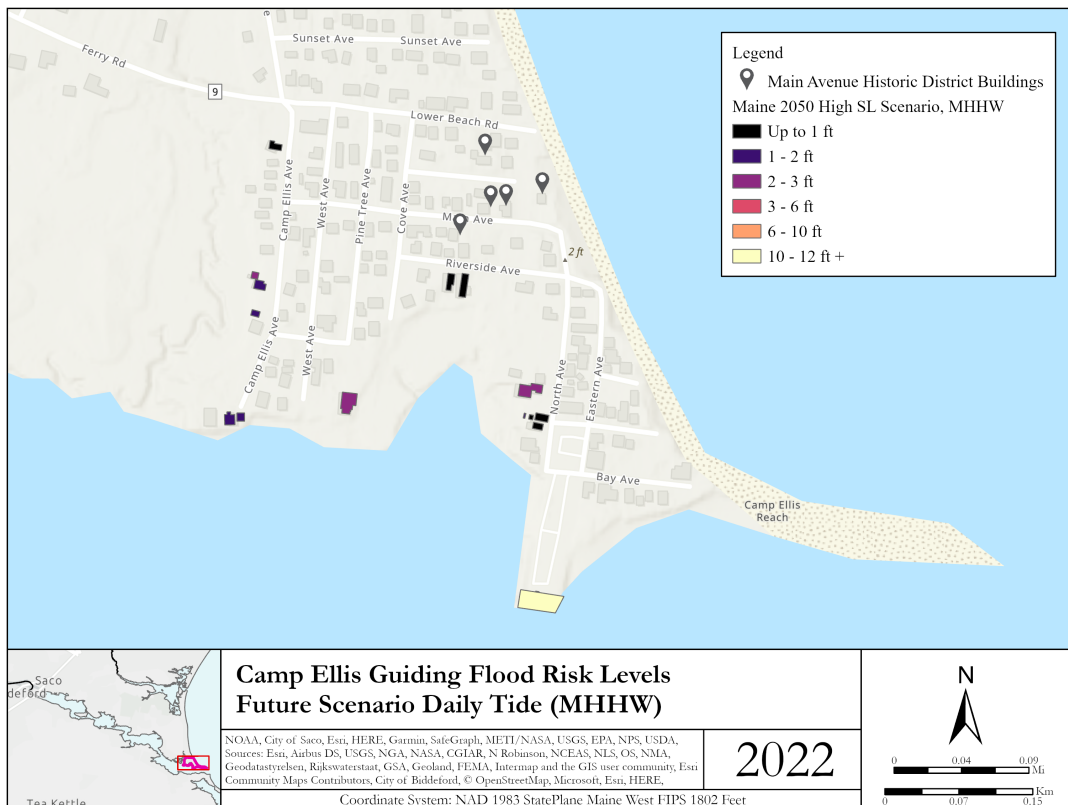 Sunset Ave
Sunset Ave
Ferry Rd
9
Lower Beach Rd
Camp Ellis Ave
West Ave
Pine Tree Ave
Cove Ave
Ave
2 ft
Riverside Ave
Camp Ellis Ave
West Ave
North Ave
Eastern Ave
Bay Ave
Camp Ellis
Reach
Legend
Main Avenue Historic District Buildings
Maine 2050 High SL Scenario, MHHW
Up to 1 ft
1 - 2 ft
2 - 3 ft
3 - 6 ft
6 - 10 ft
10 - 12 ft +
Saco
deford
Tea Kettle
Camp Ellis Guiding Flood Risk Levels
Future Scenario Daily Tide (MHHW)
NOAA, City of Saco, Esri, HERE, Garmin, SafeGraph, METI/NASA, USGS, EPA, NPS, USDA,
Sources: Esri, Airbus DS, USGS, NGA, NASA, CGIAR, N Robinson, NCEAS, NLS, OS, NMA,
Geodatastyrelsen, Rijkswaterstaat, GSA, Geoland, FEMA, Intermap and the GIS user community, Esri
Community Maps Contributors, City of Biddeford, © OpenStreetMap, Microsoft, Esri, HERE,
2022
Coordinate System: NAD 1983 StatePlane Maine West FIPS 1802 Feet
N
0 0.04 0.09
Mi
Km
0 0.07 0.15